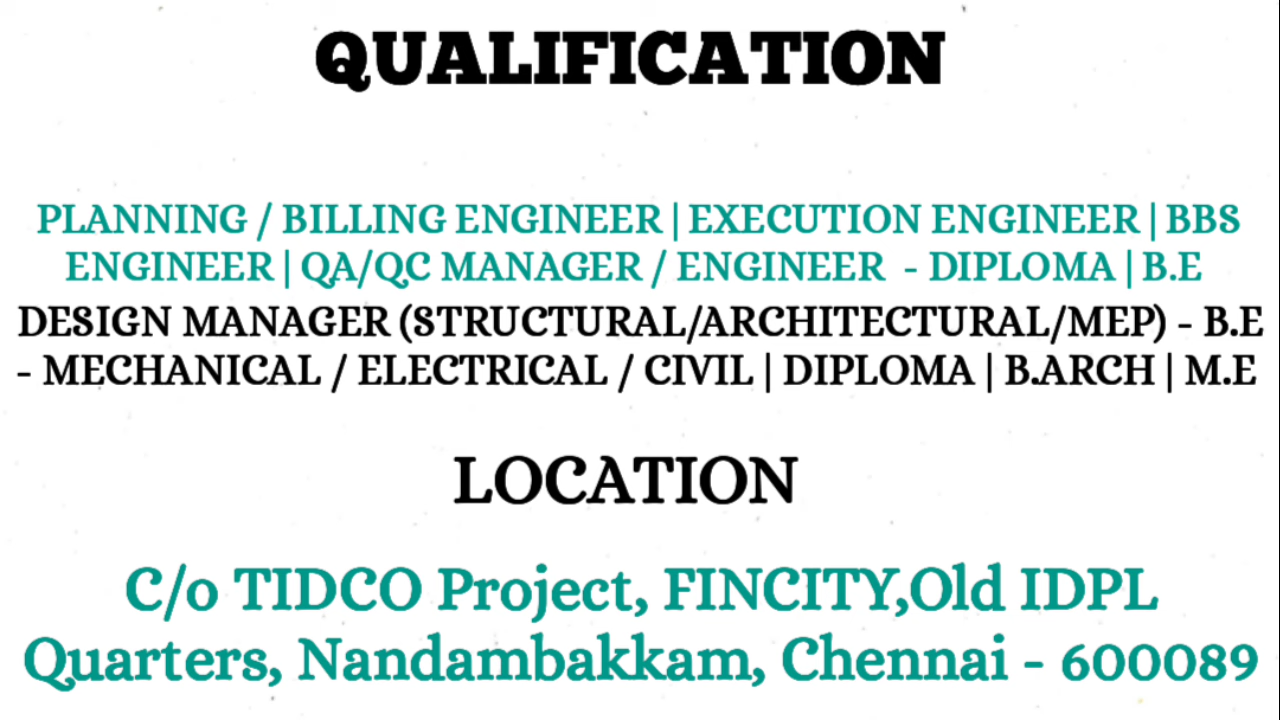 QUALIFICATION
PLANNING / BILLING ENGINEER | EXECUTION ENGINEER | BBS
ENGINEER | QA/QC MANAGER / ENGINEER - DIPLOMA | B.E
DESIGN MANAGER (STRUCTURAL/ARCHITECTURAL/MEP) - B.E
- MECHANICAL / ELECTRICAL / CIVIL | DIPLOMA | B.ARCH | M.E
LOCATION
C/o TIDCO Project, FINCITY,Old IDPL
Quarters, Nandambakkam, Chennai - 600089